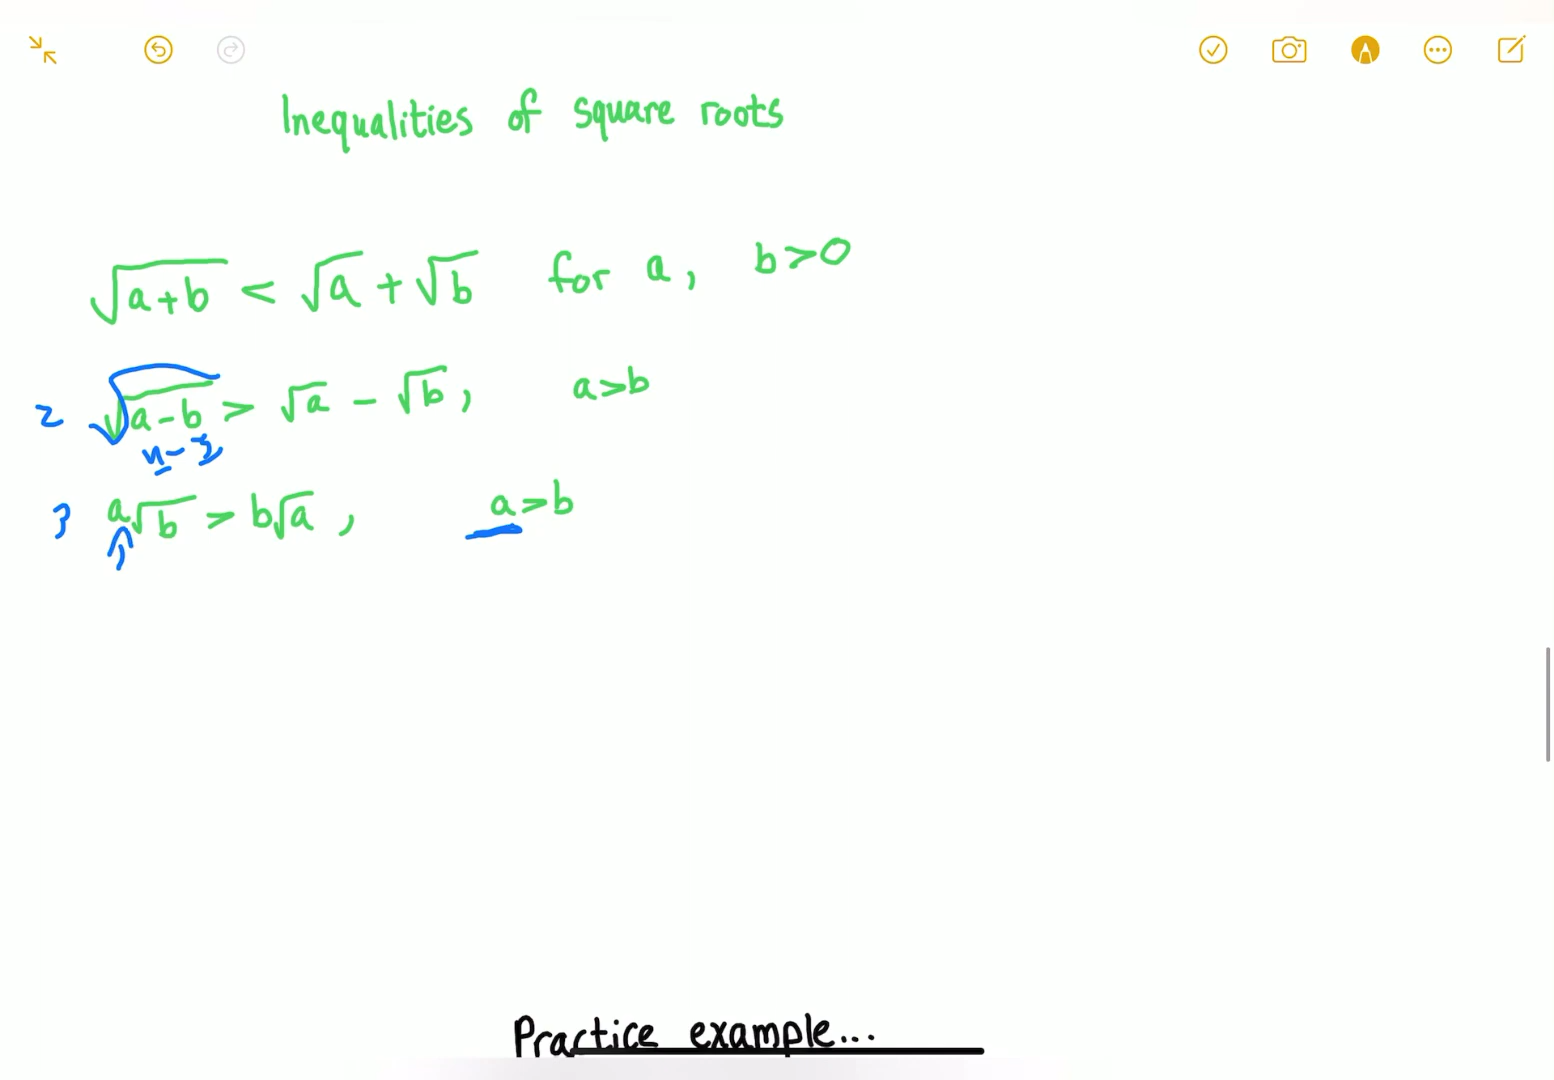 Inequalities of square roots
√(a+b) < √a + √b for a, b>0
2 √(a-b) > √a - √b, a>b
3 a√b > b√a, a>b
Practice example...